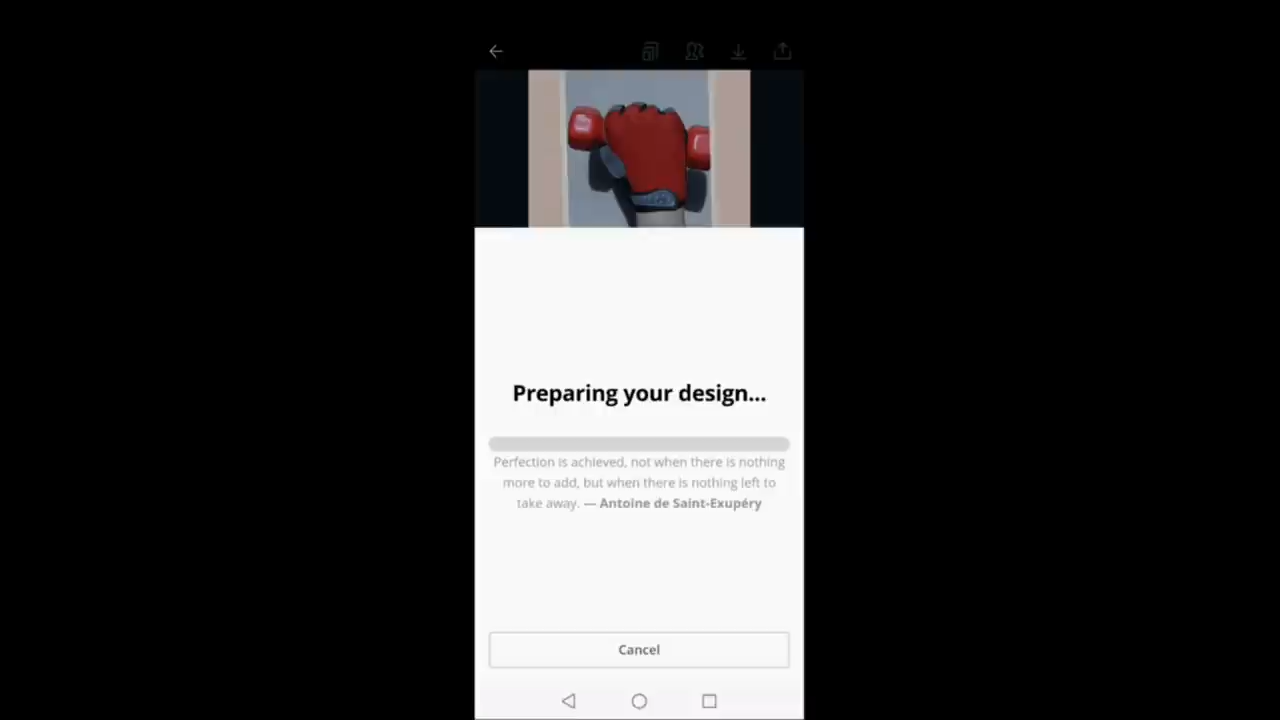 Preparing your design...
Perfection is achieved, not when there is nothing
more to add, but when there is nothing left to
take away. — Antoine de Saint-Exupéry
Cancel